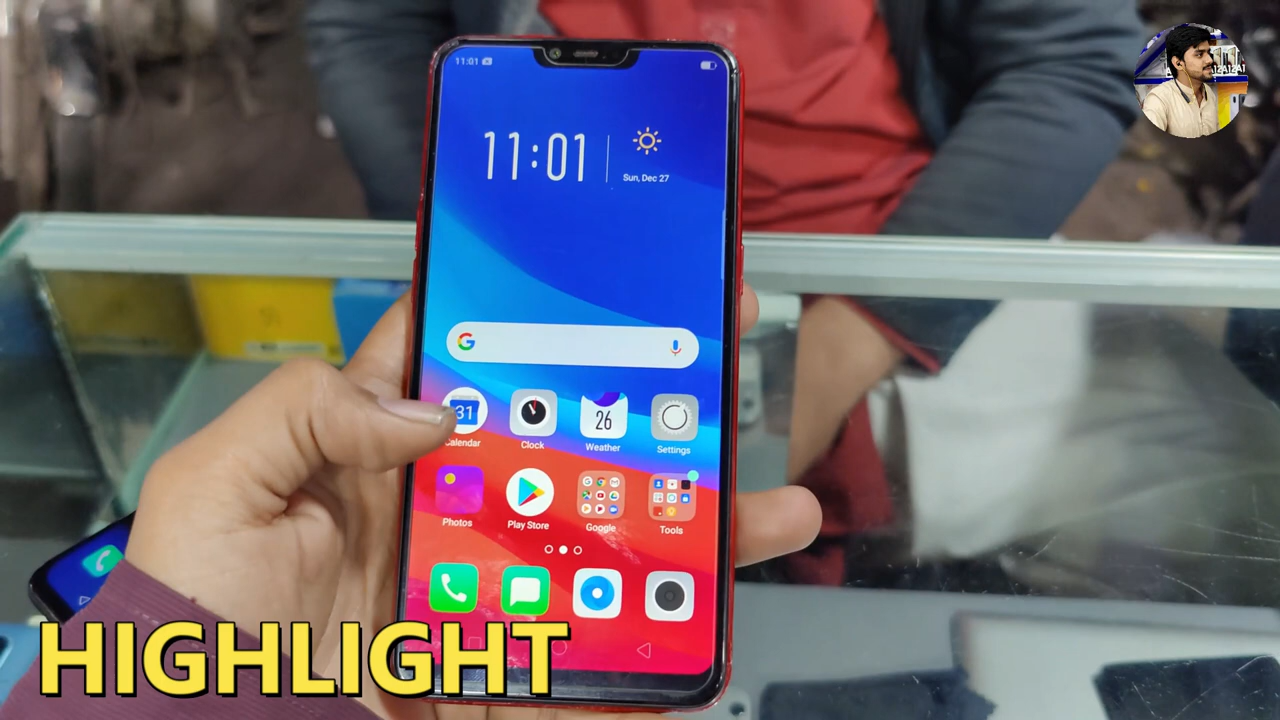 11:01
11:01
Sun, Dec 27
G
31
26
Calendar
Clock
Weather
Settings
Photos
Play Store
Google
Tools
HIGHLIGHT